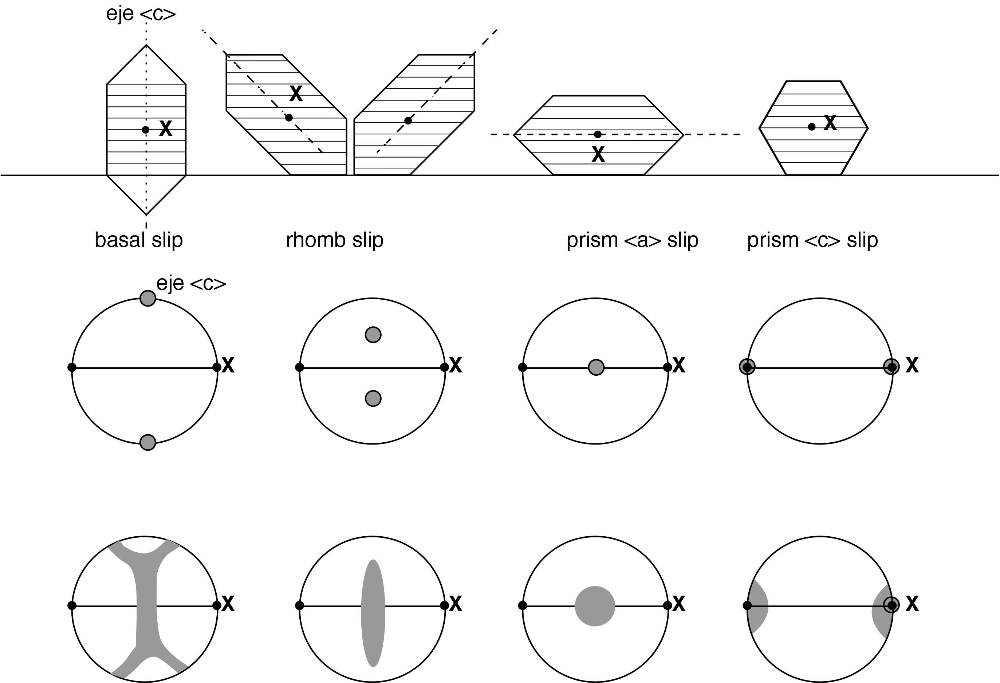 eje <c>
X
X
X
X
basal slip
rhomb slip
prism <a> slip
prism <c> slip
eje <c>
X
X
X
X
X
X
X
X